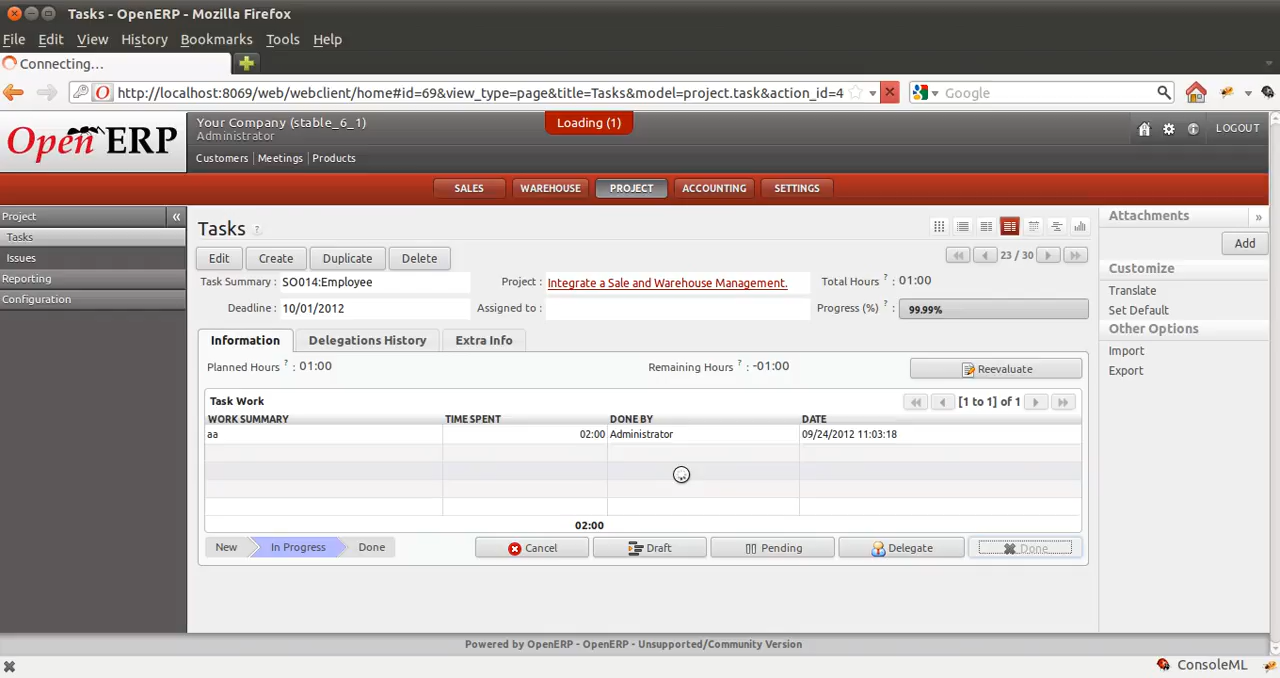 Tasks - OpenERP - Mozilla Firefox
File Edit View History Bookmarks Tools Help
Connecting...
http://localhost:8069/web/webclient/home#id=69&view_type=page&title=Tasks&model=project.task&action_id=4 Google
Open ERP
Your Company (stable_6_1)
Administrator
Loading (1)
LOGOUT
Customers | Meetings | Products
SALES WAREHOUSE PROJECT ACCOUNTING SETTINGS
Project «
Tasks
Issues
Reporting
Configuration
Tasks ?
Edit Create Duplicate Delete 23 / 30
Task Summary : SO014:Employee Project : Integrate a Sale and Warehouse Management. Total Hours ? : 01:00
Deadline : 10/01/2012 Assigned to : Progress (%) ? : 99.99%
Information Delegations History Extra Info
Planned Hours ? : 01:00 Remaining Hours ? : -01:00 Reevaluate
Task Work [1 to 1] of 1
WORK SUMMARY TIME SPENT DONE BY DATE
aa 02:00 Administrator 09/24/2012 11:03:18
02:00
New In Progress Done Cancel Draft Pending Delegate Done
Attachments »
Add
Customize
Translate
Set Default
Other Options
Import
Export
Powered by OpenERP - OpenERP - Unsupported/Community Version
ConsoleML